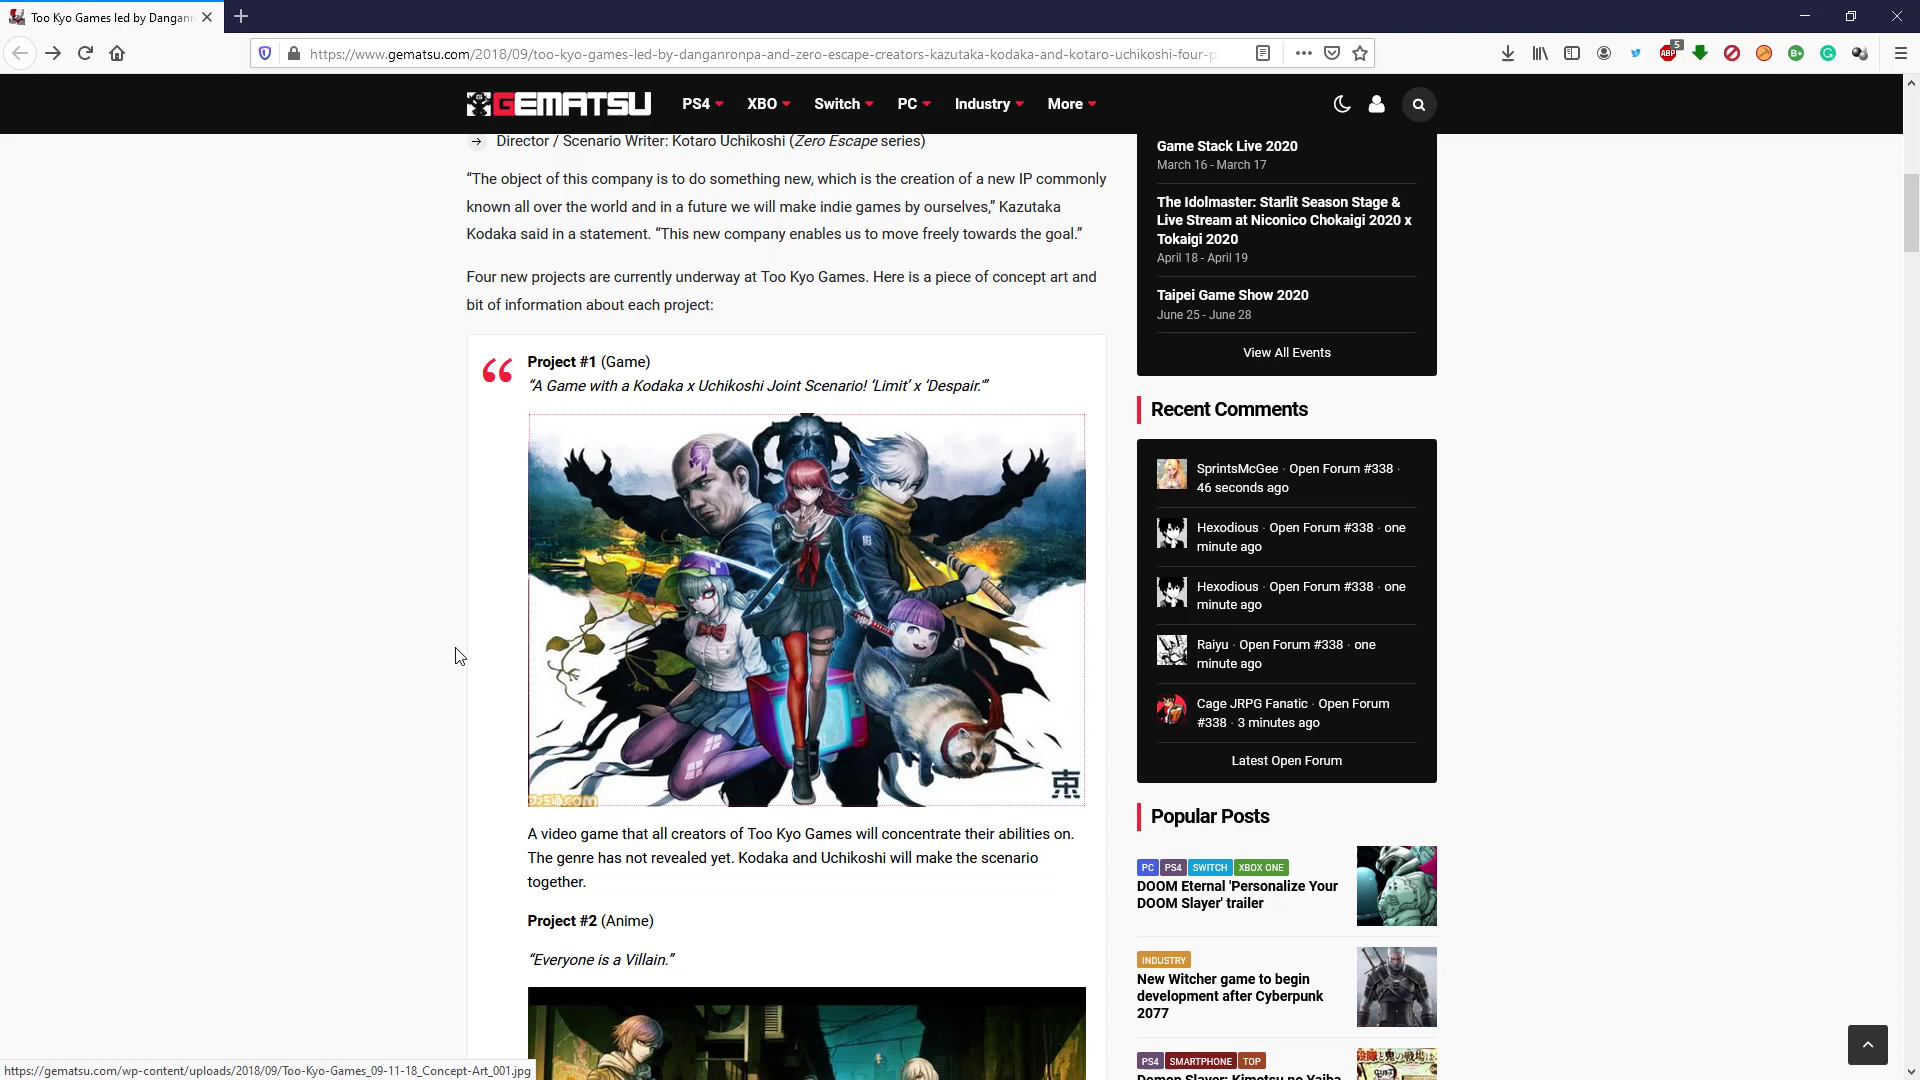 Too Kyo Games led by Danganr
https://www.gematsu.com/2018/09/too-kyo-games-led-by-danganronpa-and-zero-escape-creators-kazutaka-kodaka-and-kotaro-uchikoshi-four-p
ABP
5
B+
GEMATSU
PS4
XBO
Switch
PC
Industry
More
Director / Scenario Writer: Kotaro Uchikoshi (Zero Escape series)
“The object of this company is to do something new, which is the creation of a new IP commonly
known all over the world and in a future we will make indie games by ourselves,” Kazutaka
Kodaka said in a statement. “This new company enables us to move freely towards the goal.”
Four new projects are currently underway at Too Kyo Games. Here is a piece of concept art and
bit of information about each project:
Project #1 (Game)
“A Game with a Kodaka x Uchikoshi Joint Scenario! ‘Limit’ x ‘Despair.'”
ファミ通.com
A video game that all creators of Too Kyo Games will concentrate their abilities on.
The genre has not revealed yet. Kodaka and Uchikoshi will make the scenario
together.
Project #2 (Anime)
“Everyone is a Villain.”
Game Stack Live 2020
March 16 - March 17
The Idolmaster: Starlit Season Stage &
Live Stream at Niconico Chokaigi 2020 x
Tokaigi 2020
April 18 - April 19
Taipei Game Show 2020
June 25 - June 28
View All Events
Recent Comments
SprintsMcGee · Open Forum #338 ·
46 seconds ago
Hexodious · Open Forum #338 · one
minute ago
Hexodious · Open Forum #338 · one
minute ago
Raiyu · Open Forum #338 · one
minute ago
Cage JRPG Fanatic · Open Forum
#338 · 3 minutes ago
Latest Open Forum
Popular Posts
PC PS4 SWITCH XBOX ONE
DOOM Eternal 'Personalize Your
DOOM Slayer' trailer
INDUSTRY
New Witcher game to begin
development after Cyberpunk
2077
PS4 SMARTPHONE TOP
Demon Slayer: Kimetsu no Yaiba
https://gematsu.com/wp-content/uploads/2018/09/Too-Kyo-Games_09-11-18_Concept-Art_001.jpg